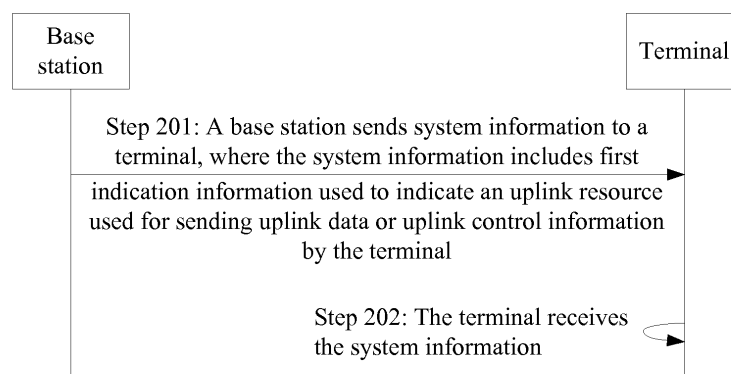 Base
station
Terminal
Step 201: A base station sends system information to a
terminal, where the system information includes first
indication information used to indicate an uplink resource
used for sending uplink data or uplink control information
by the terminal
Step 202: The terminal receives
the system information